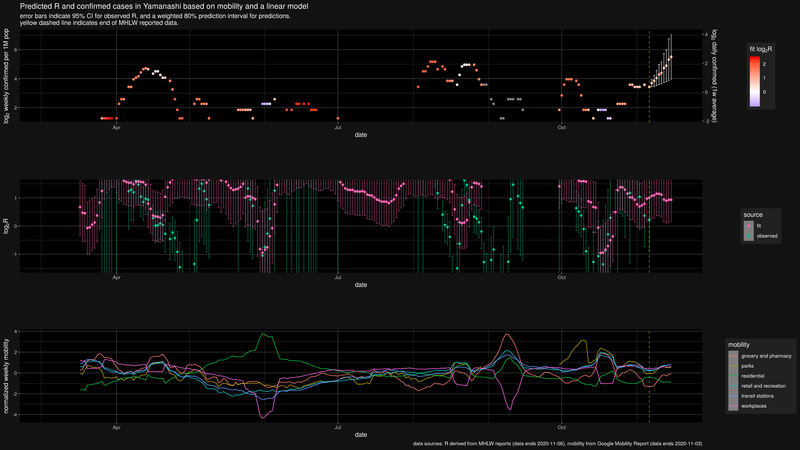 Predicted R and confirmed cases in Yamanashi based on mobility and a linear model
error bars indicate 95% CI for observed R, and a weighted 80% prediction interval for predictions.
yellow dashed line indicates end of MHLW reported data.
log₂ weekly confirmed per 1M pop
6
4
2
4
2
0
-2
log₂ daily confirmed (1w average)
Apr
Jul
Oct
date
fit log₂R
2
1
0
log₂R
1
0
-1
Apr
Jul
Oct
date
source
fit
observed
normalized weekly mobility
4
2
0
-2
-4
Apr
Jul
Oct
date
mobility
grocery and pharmacy
parks
residential
retail and recreation
transit stations
workplaces
data sources: R derived from MHLW reports (data ends 2020-11-06), mobility from Google Mobility Report (data ends 2020-11-03)